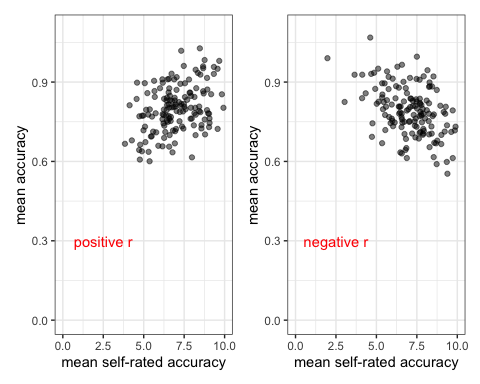 mean accuracy
0.9
0.6
0.3
0.0
positive r
0.0 2.5 5.0 7.5 10.0
mean self-rated accuracy
mean accuracy
0.9
0.6
0.3
0.0
negative r
0.0 2.5 5.0 7.5 10.0
mean self-rated accuracy